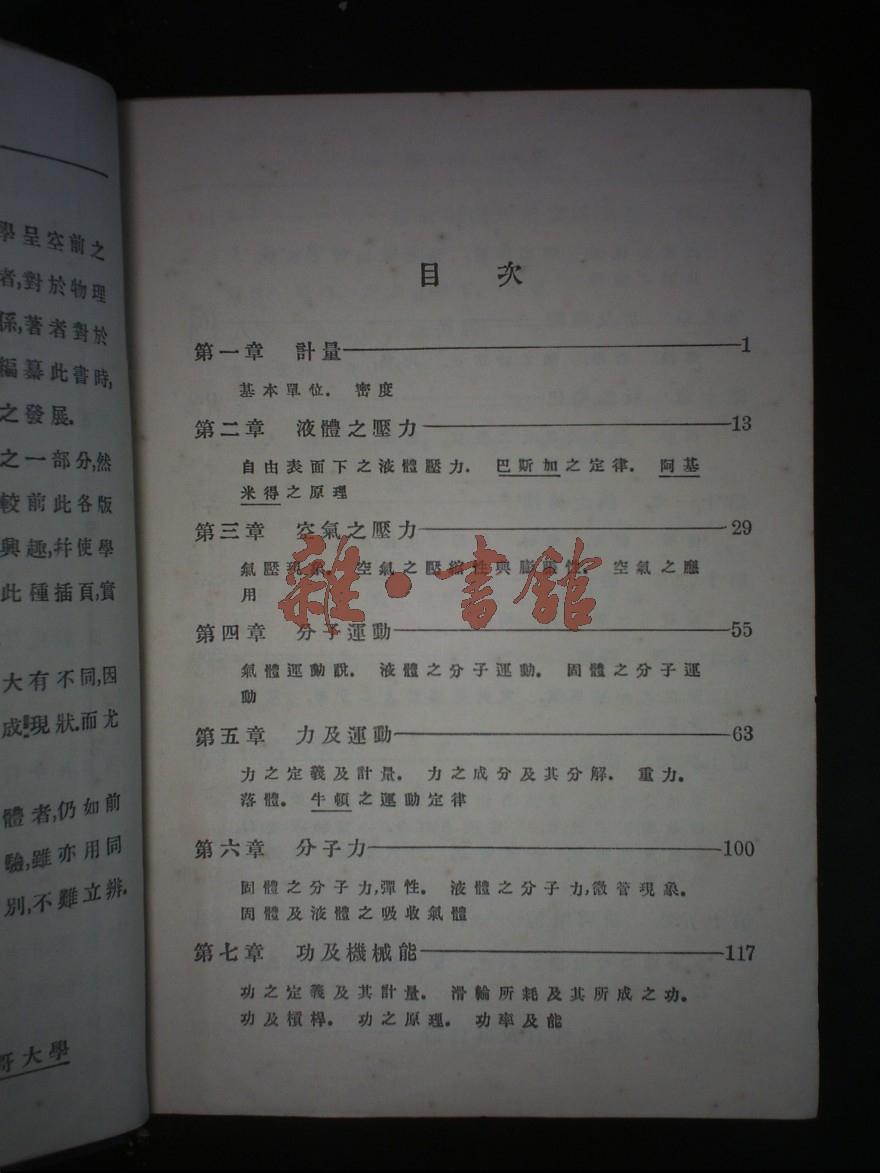 學呈空前之
者,對於物理
係,著者對於
編纂此書時,
之發展.
之一部分,然
較前此各版
興趣,幷使學
此種插頁,實
大有不同,因
成現狀.而尤
體者,仍如前
驗,雖亦用同
別,不難立辨.
哥大學
目 次
第一章 計量 1
基本單位. 密度
第二章 液體之壓力 13
自由表面下之液體壓力. 巴斯加之定律. 阿基
米得之原理
第三章 空氣之壓力 29
氣壓現象. 空氣之壓縮性與膨脹性. 空氣之應
用
第四章 分子運動 55
氣體運動說. 液體之分子運動. 固體之分子運
動
第五章 力及運動 63
力之定義及計量. 力之成分及其分解. 重力.
落體. 牛頓之運動定律
第六章 分子力 100
固體之分子力,彈性. 液體之分子力,微管現象.
固體及液體之吸收氣體
第七章 功及機械能 117
功之定義及其計量. 滑輪所耗及其所成之功.
功及槓桿. 功之原理. 功率及能
雜·書館